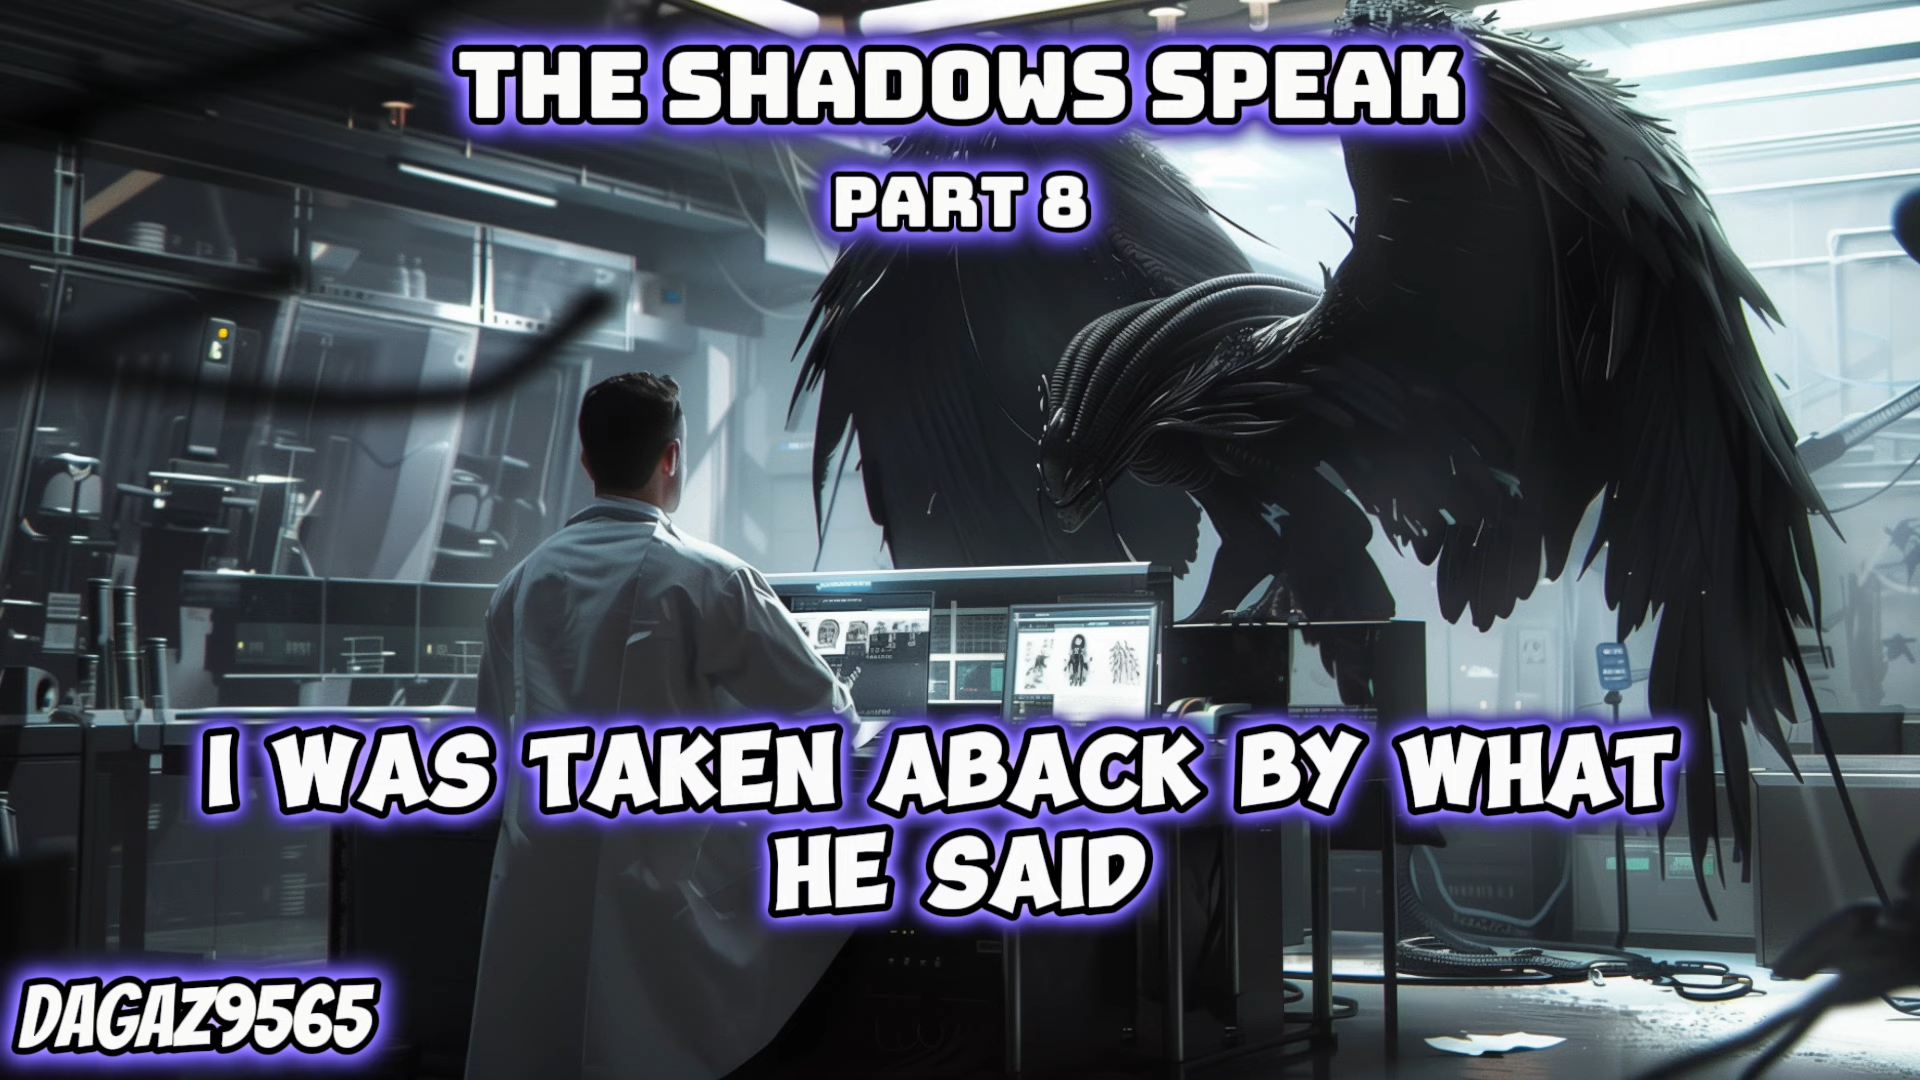 THE SHADOWS SPEAK
PART 8
I WAS TAKEN ABACK BY WHAT
HE SAID
DAGAZ9565